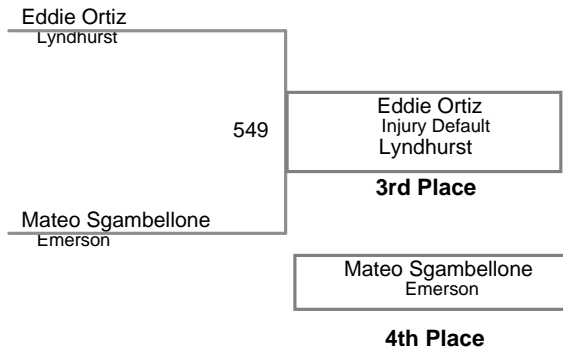 Eddie Ortiz
Lyndhurst
549
Eddie Ortiz
Injury Default
Lyndhurst
3rd Place
Mateo Sgambellone
Emerson
Mateo Sgambellone
Emerson
4th Place